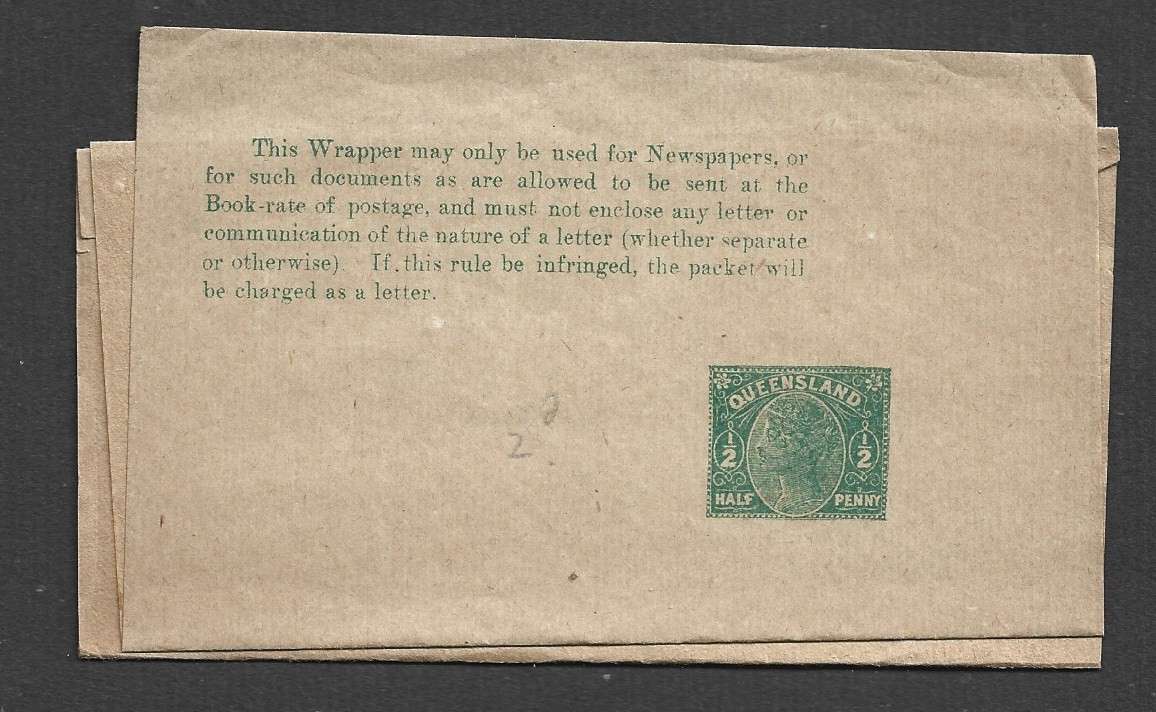 This Wrapper may only be used for Newspapers, or
for such documents as are allowed to be sent at the
Book-rate of postage, and must not enclose any letter or
communication of the nature of a letter (whether separate
or otherwise). If this rule be infringed, the packet will
be charged as a letter.
QUEENSLAND
1/2 1/2
HALF PENNY
2